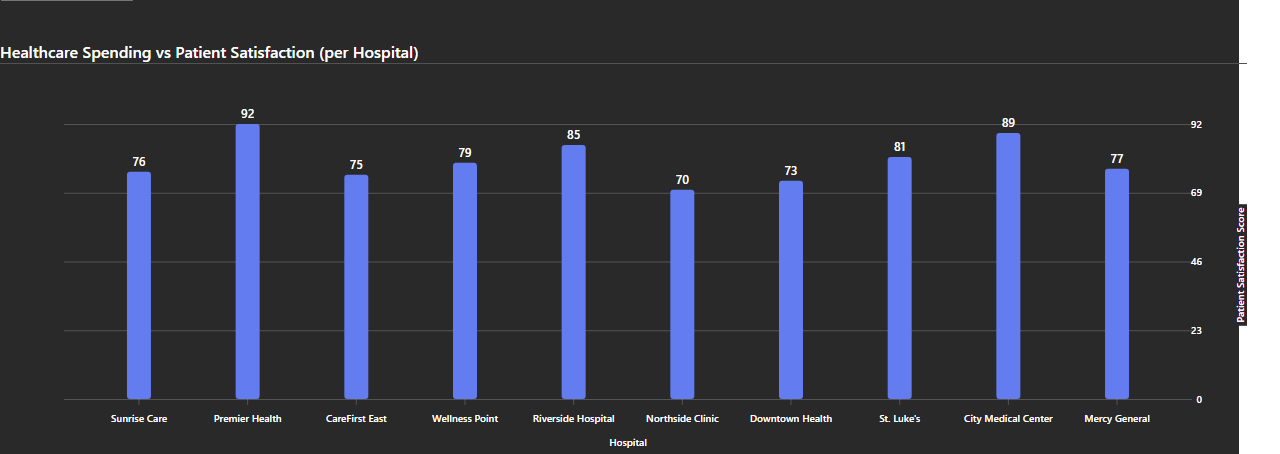 Healthcare Spending vs Patient Satisfaction (per Hospital)
92
89
85
81
79
77
76
75
73
70
92
69
46
23
0
Patient Satisfaction Score
Sunrise Care
Premier Health
CareFirst East
Wellness Point
Riverside Hospital
Northside Clinic
Downtown Health
St. Luke's
City Medical Center
Mercy General
Hospital